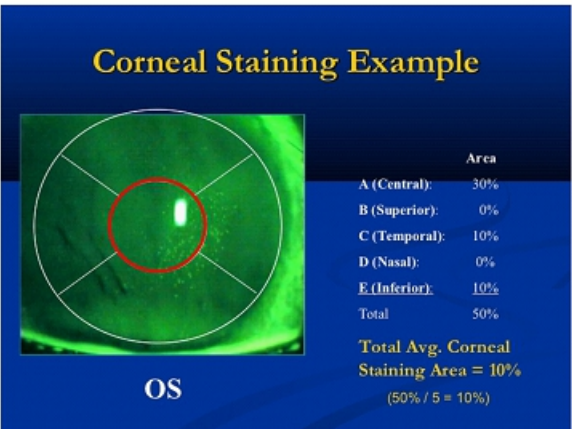 Corneal Staining Example
Area
A (Central): 30%
B (Superior): 0%
C (Temporal): 10%
D (Nasal): 0%
E (Inferior): 10%
Total 50%
Total Avg. Corneal
Staining Area = 10%
(50% / 5 = 10%)
OS